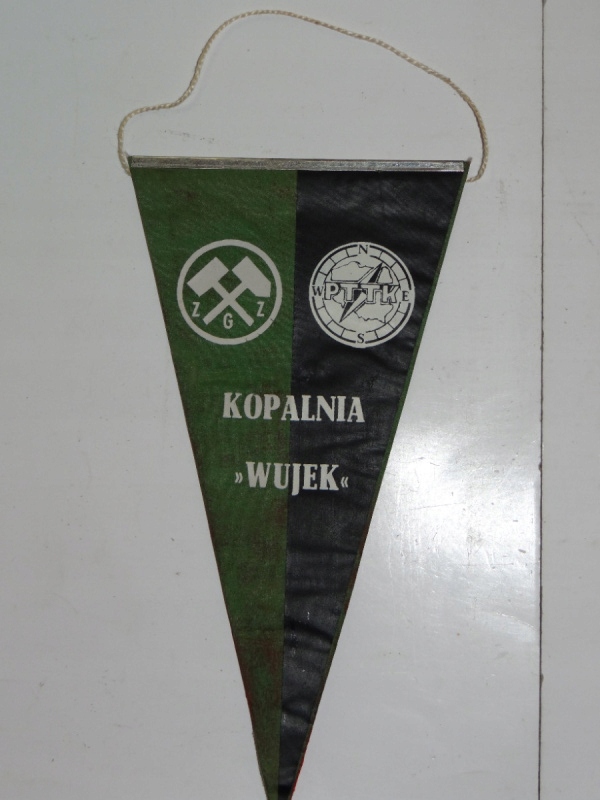 Z G Z
N
W PTTK E
S
KOPALNIA
»WUJEK«